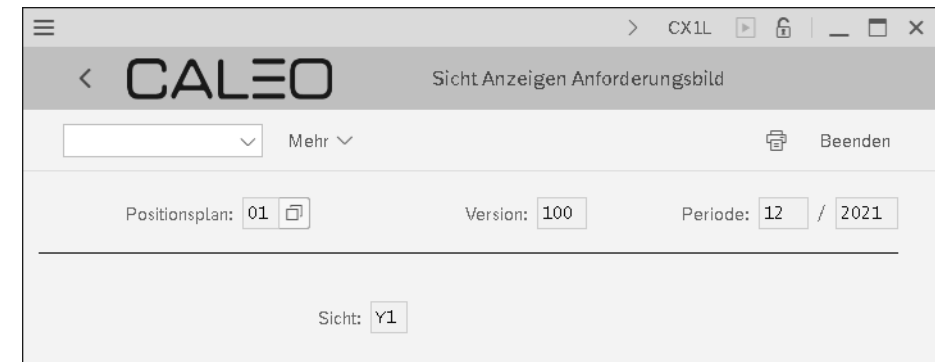 CX1L
CALEO Sicht Anzeigen Anforderungsbild
Mehr Beenden
Positionsplan: 01 Version: 100 Periode: 12 / 2021
Sicht: Y1